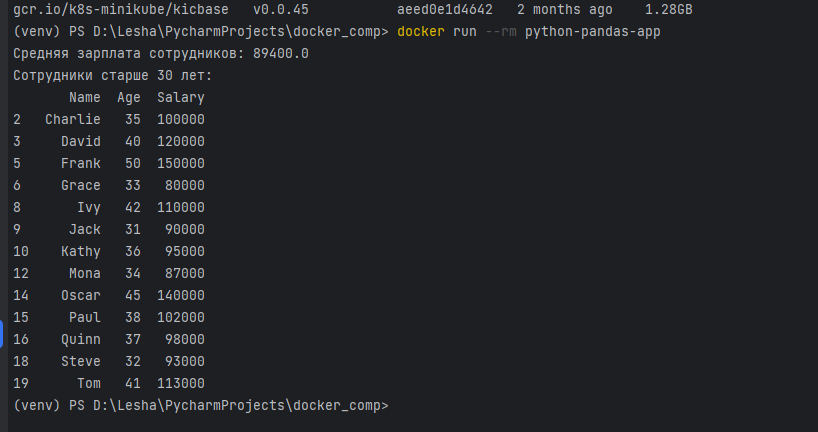 gcr.io/k8s-minikube/kicbase   v0.0.45           aeed0e1d4642   2 months ago    1.28GB
(venv) PS D:\Lesha\PycharmProjects\docker_comp> docker run --rm python-pandas-app
Средняя зарплата сотрудников: 89400.0
Сотрудники старше 30 лет:
       Name  Age  Salary
2   Charlie   35  100000
3     David   40  120000
5     Frank   50  150000
6     Grace   33   80000
8       Ivy   42  110000
9      Jack   31   90000
10    Kathy   36   95000
12     Mona   34   87000
14    Oscar   45  140000
15     Paul   38  102000
16    Quinn   37   98000
18    Steve   32   93000
19      Tom   41  113000
(venv) PS D:\Lesha\PycharmProjects\docker_comp>